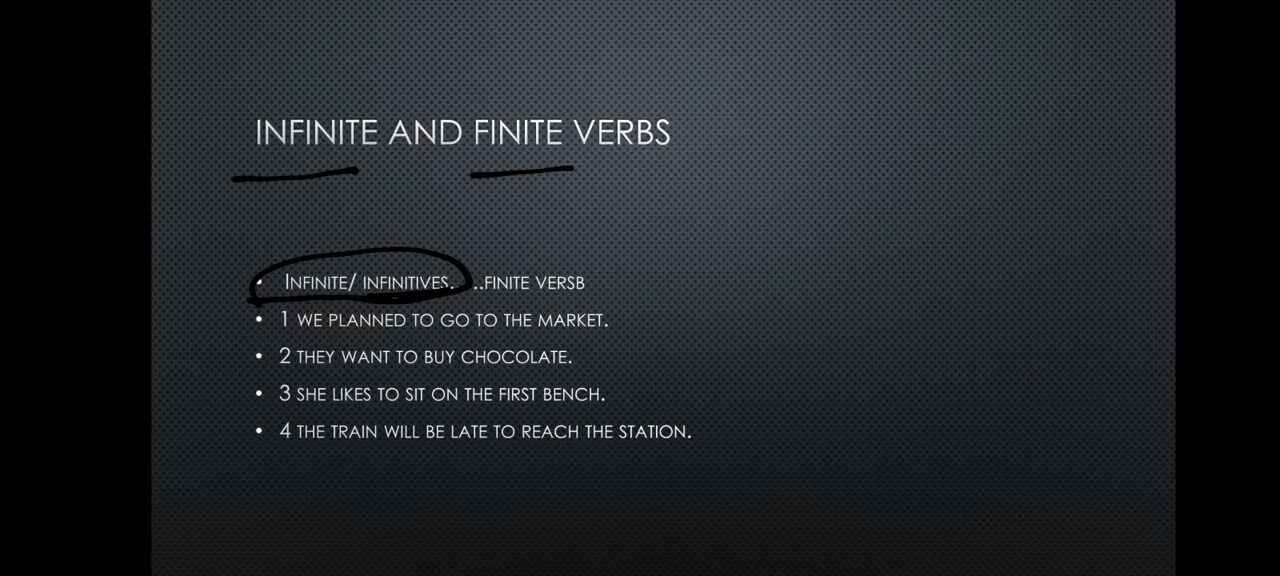 INFINITE AND FINITE VERBS
• INFINITE/ INFINITIVES. ..FINITE VERSB
• 1 WE PLANNED TO GO TO THE MARKET.
• 2 THEY WANT TO BUY CHOCOLATE.
• 3 SHE LIKES TO SIT ON THE FIRST BENCH.
• 4 THE TRAIN WILL BE LATE TO REACH THE STATION.